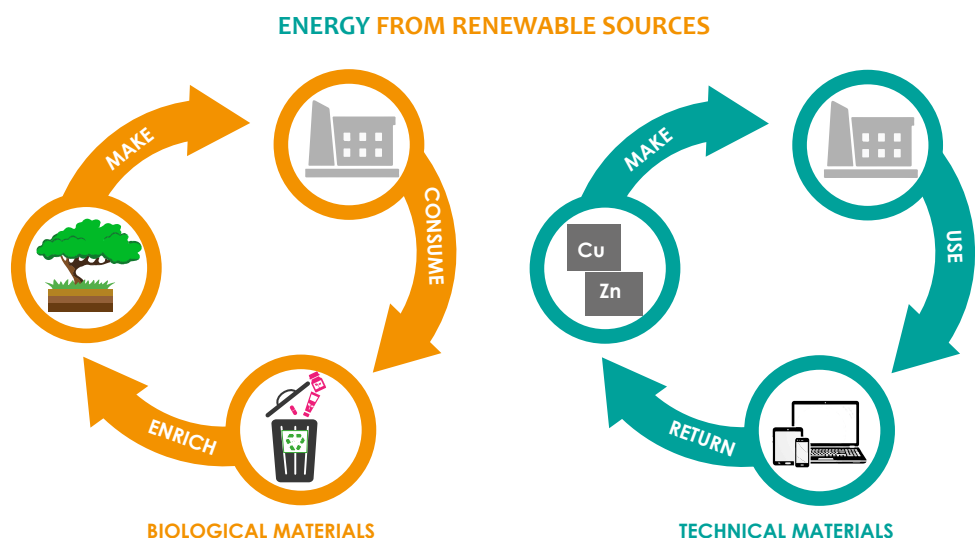 ENERGY FROM RENEWABLE SOURCES
MAKE
CONSUME
ENRICH
BIOLOGICAL MATERIALS
MAKE
USE
Cu
Zn
RETURN
TECHNICAL MATERIALS